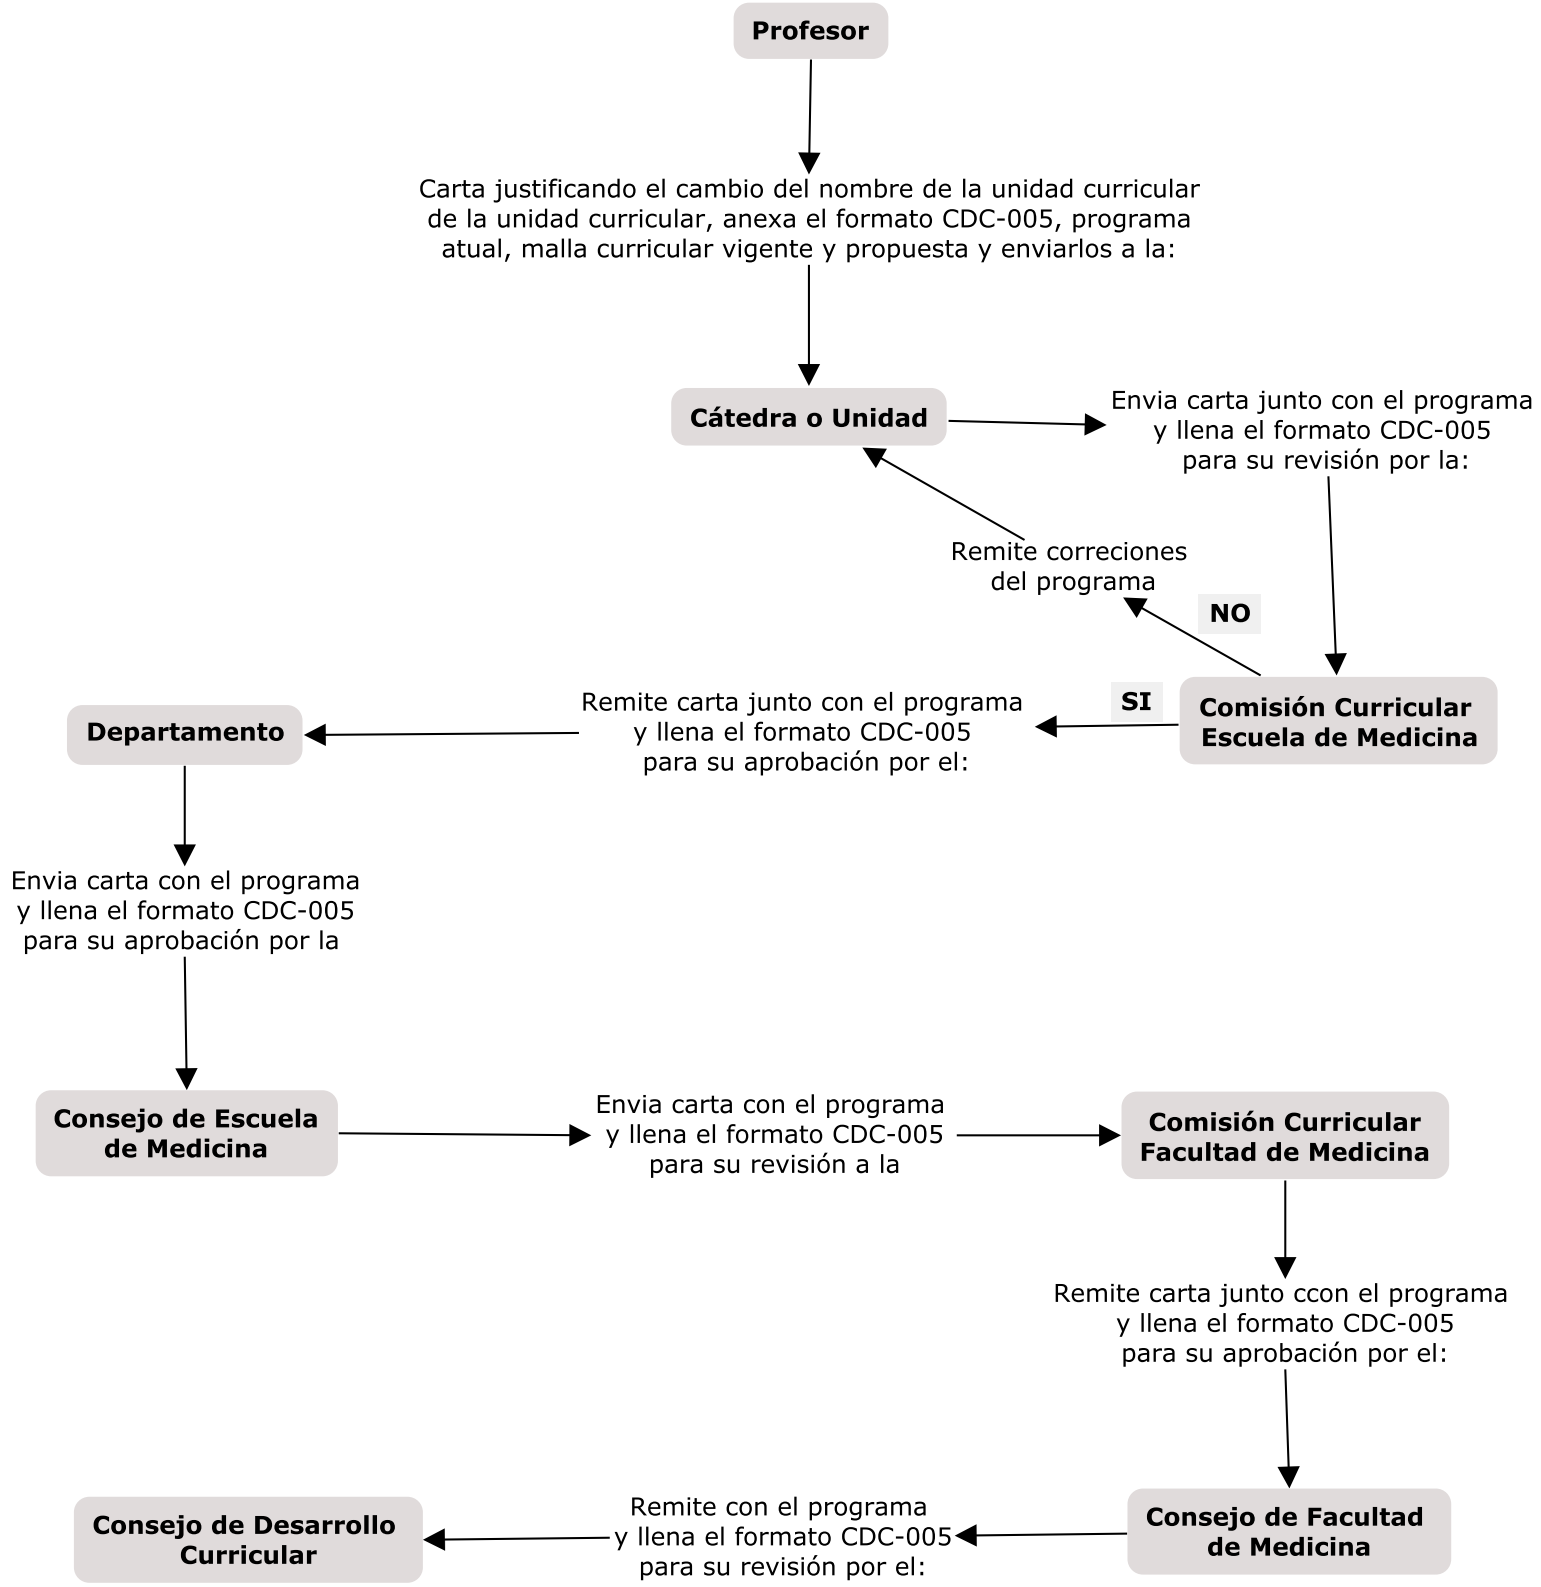 Profesor
Carta justificando el cambio del nombre de la unidad curricular
de la unidad curricular, anexa el formato CDC-005, programa
atual, malla curricular vigente y propuesta y enviarlos a la:
Cátedra o Unidad
Envia carta junto con el programa
y llena el formato CDC-005
para su revisión por la:
Remite correciones
del programa
NO
SI
Comisión Curricular
Escuela de Medicina
Remite carta junto con el programa
y llena el formato CDC-005
para su aprobación por el:
Departamento
Envia carta con el programa
y llena el formato CDC-005
para su aprobación por la
Consejo de Escuela
de Medicina
Envia carta con el programa
y llena el formato CDC-005
para su revisión a la
Comisión Curricular
Facultad de Medicina
Remite carta junto ccon el programa
y llena el formato CDC-005
para su aprobación por el:
Consejo de Facultad
de Medicina
Remite con el programa
y llena el formato CDC-005
para su revisión por el:
Consejo de Desarrollo
Curricular